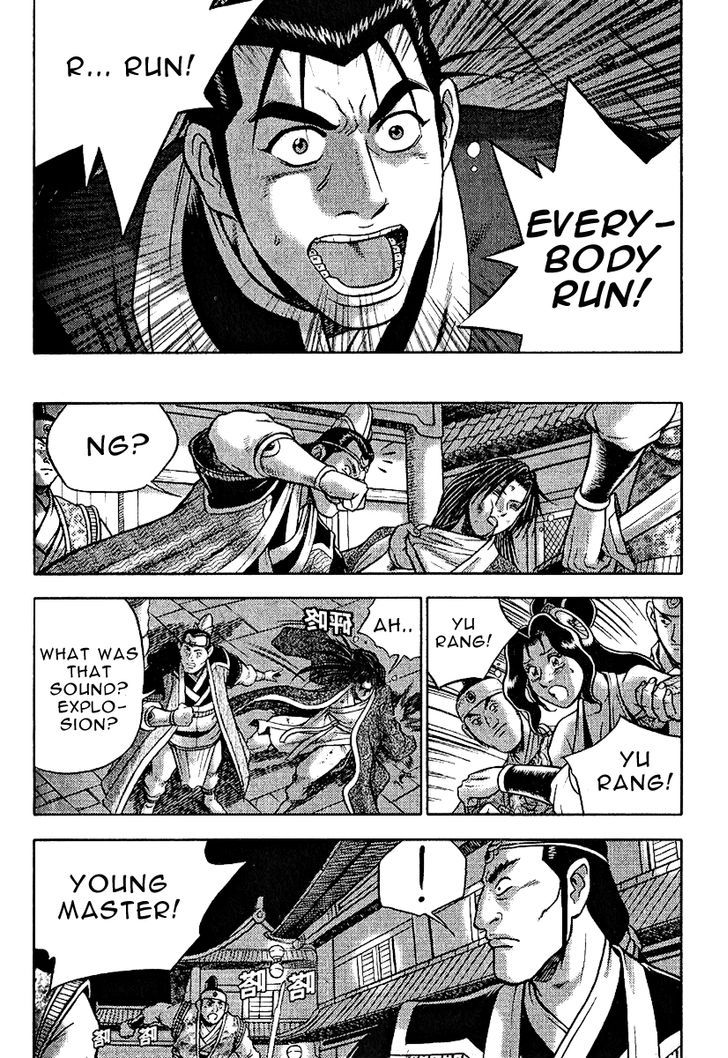 R... RUN!
EVERY-
BODY
RUN!
NG?
WHAT WAS
THAT
SOUND?
EXPLO-
SION?
AH..
YU
RANG!
YU
RANG!
YOUNG
MASTER!
!